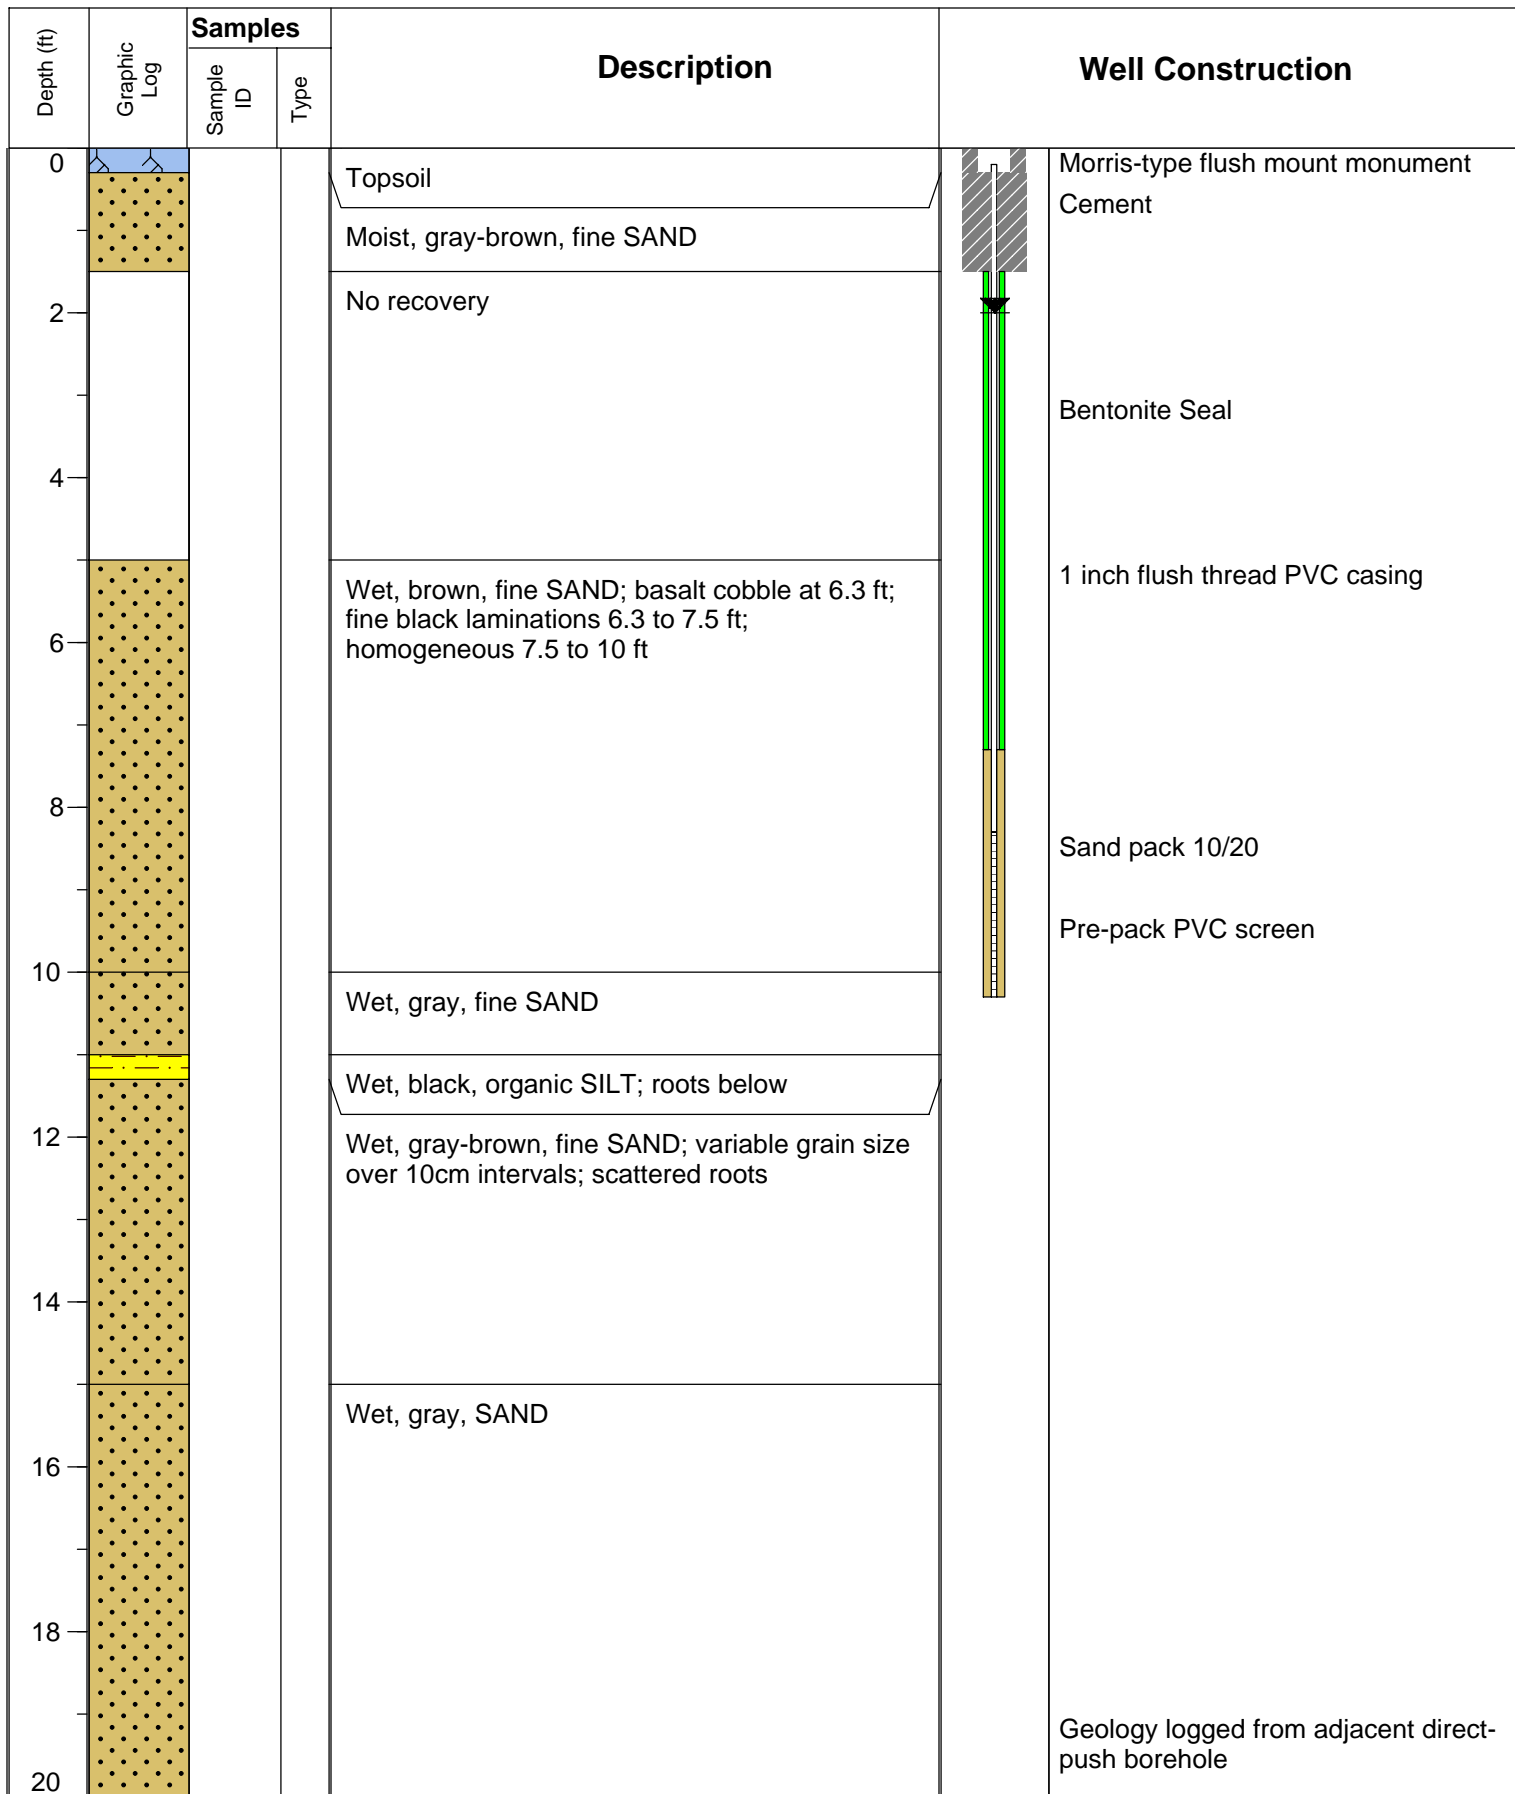 Depth (ft)
Graphic
Log
Samples
Sample
ID
Type
Description
Well Construction
0
2
4
6
8
10
12
14
16
18
20
Topsoil
Moist, gray-brown, fine SAND
No recovery
Wet, brown, fine SAND; basalt cobble at 6.3 ft;
fine black laminations 6.3 to 7.5 ft;
homogeneous 7.5 to 10 ft
Wet, gray, fine SAND
Wet, black, organic SILT; roots below
Wet, gray-brown, fine SAND; variable grain size
over 10cm intervals; scattered roots
Wet, gray, SAND
Morris-type flush mount monument
Cement
Bentonite Seal
1 inch flush thread PVC casing
Sand pack 10/20
Pre-pack PVC screen
Geology logged from adjacent direct-
push borehole